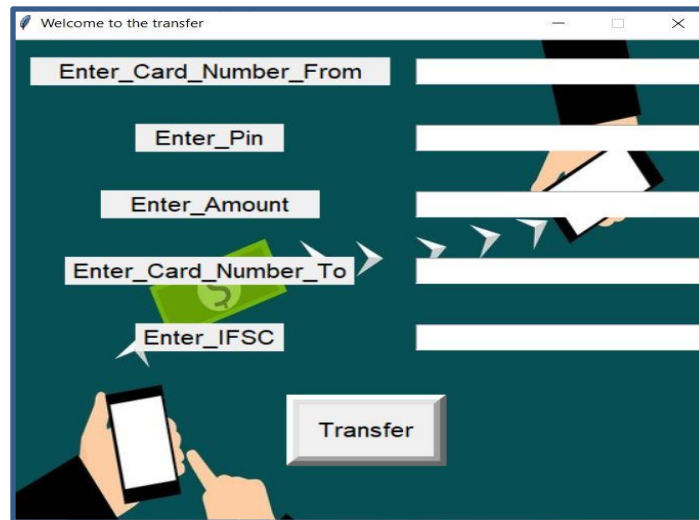 Welcome to the transfer
Enter_Card_Number_From
Enter_Pin
Enter_Amount
Enter_Card_Number_To
$
Enter_IFSC
Transfer